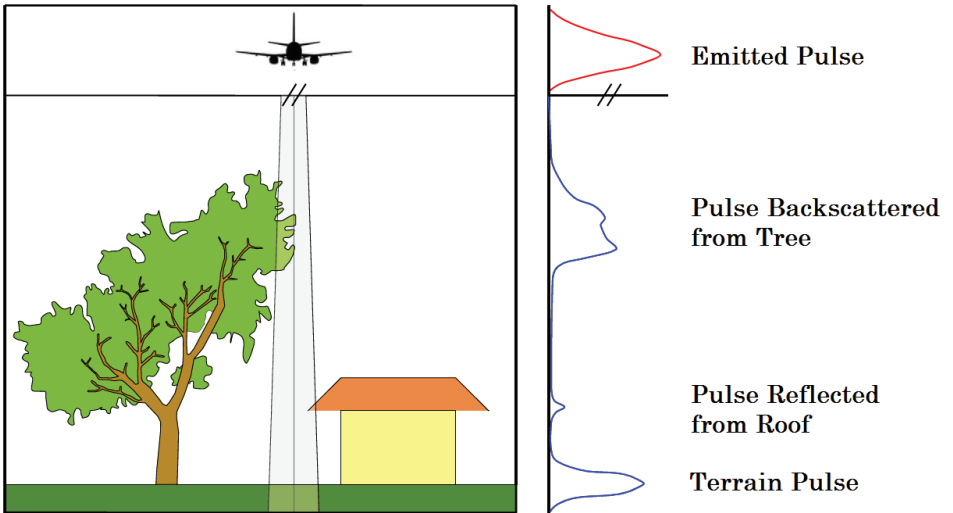 Emitted Pulse
Pulse Backscattered
from Tree
Pulse Reflected
from Roof
Terrain Pulse